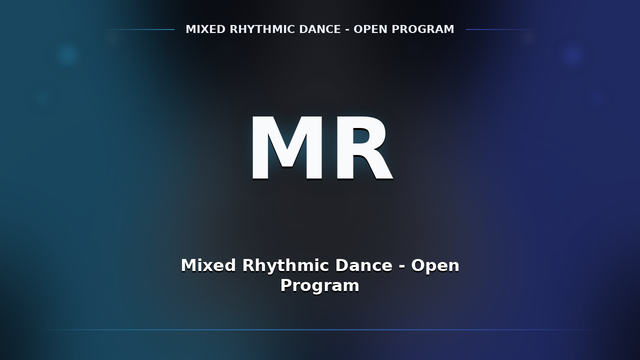 MIXED RHYTHMIC DANCE - OPEN PROGRAM
MR
Mixed Rhythmic Dance - Open
Program